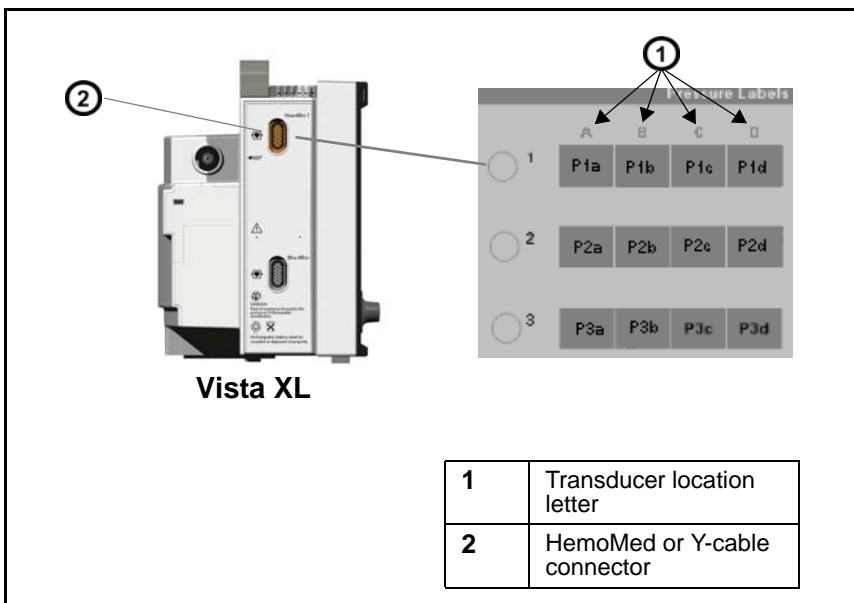 1
2
Pressure Labels
A B C D
1 P1a P1b P1c P1d
2 P2a P2b P2c P2d
3 P3a P3b P3c P3d
Vista XL
1 Transducer location
letter
2 HemoMed or Y-cable
connector